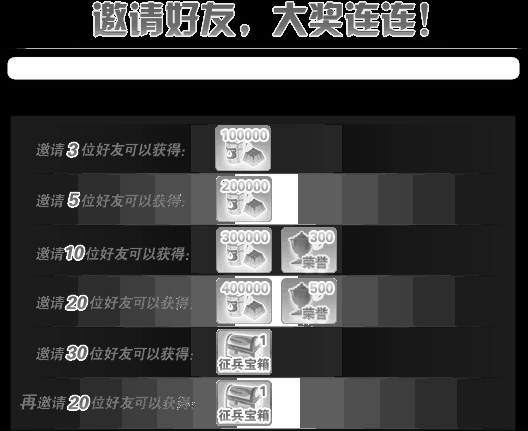 邀请好友，大奖连连！
邀请3位好友可以获得： 100000
邀请5位好友可以获得： 200000
邀请10位好友可以获得： 300000 300 荣誉
邀请20位好友可以获得： 400000 500 荣誉
邀请30位好友可以获得： 1 征兵宝箱
再邀请20位好友可以获得： 1 征兵宝箱